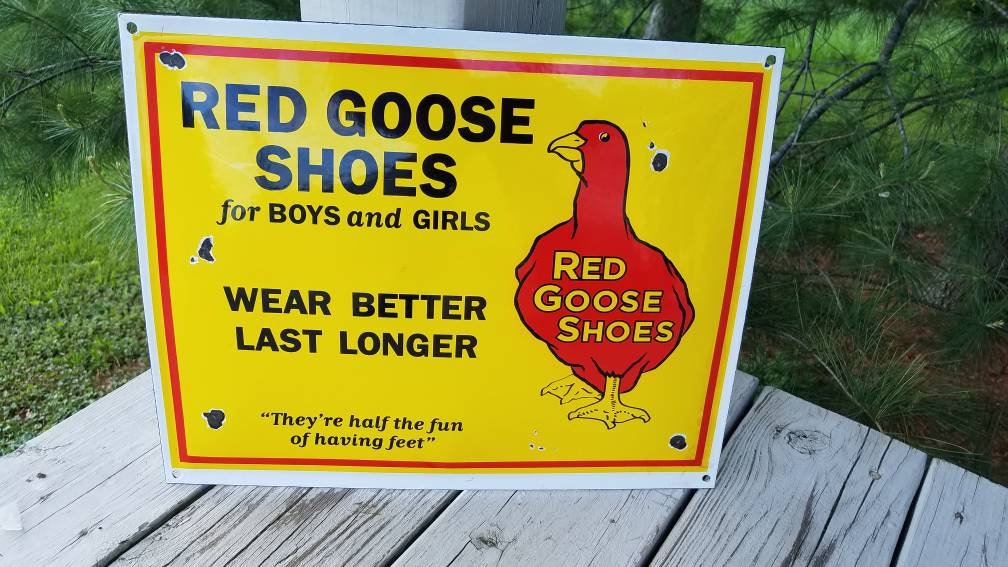 RED GOOSE
SHOES
for BOYS and GIRLS
WEAR BETTER
LAST LONGER
“They're half the fun
of having feet”
RED
GOOSE
SHOES